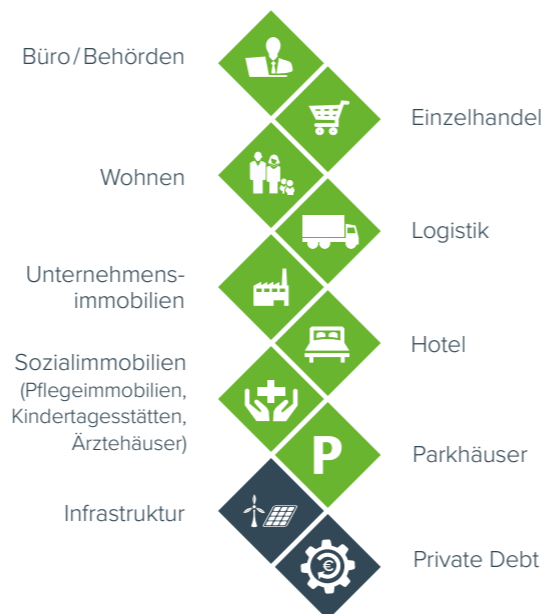 Büro / Behörden
Einzelhandel
Wohnen
Logistik
Unternehmens-
immobilien
Hotel
Sozialimmobilien
(Pflegeimmobilien,
Kindertagesstätten,
Ärztehäuser)
P
Parkhäuser
Infrastruktur
€
Private Debt